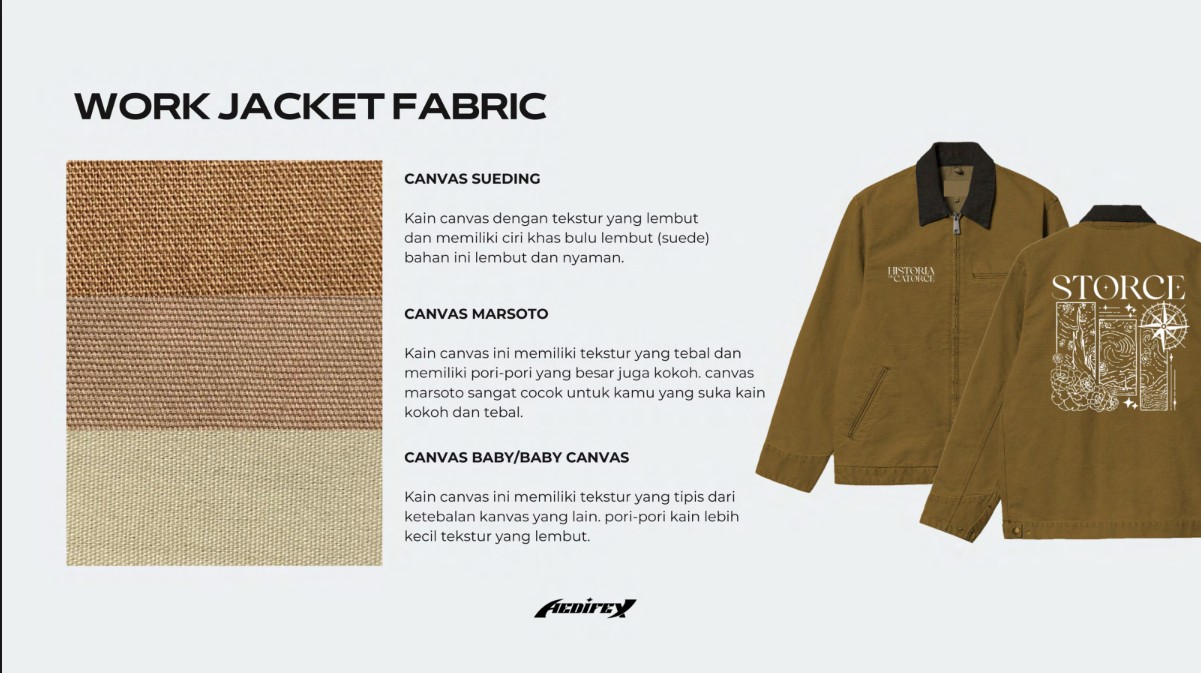 WORK JACKET FABRIC
CANVAS SUEDING
Kain canvas dengan tekstur yang lembut
dan memiliki ciri khas bulu lembut (suede)
bahan ini lembut dan nyaman.
CANVAS MARSOTO
Kain canvas ini memiliki tekstur yang tebal dan
memiliki pori-pori yang besar juga kokoh. canvas
marsoto sangat cocok untuk kamu yang suka kain
kokoh dan tebal.
CANVAS BABY/BABY CANVAS
Kain canvas ini memiliki tekstur yang tipis dari
ketebalan kanvas yang lain. pori-pori kain lebih
kecil tekstur yang lembut.
HISTORIA
CATORCE
STORCE
AEDIFEX